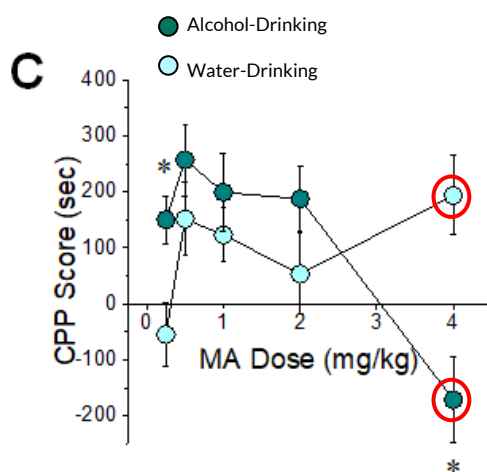 Alcohol-Drinking
Water-Drinking
C
400
300
200
100
0
-100
-200
CPP Score (sec)
*
0
1
2
3
4
MA Dose (mg/kg)
*